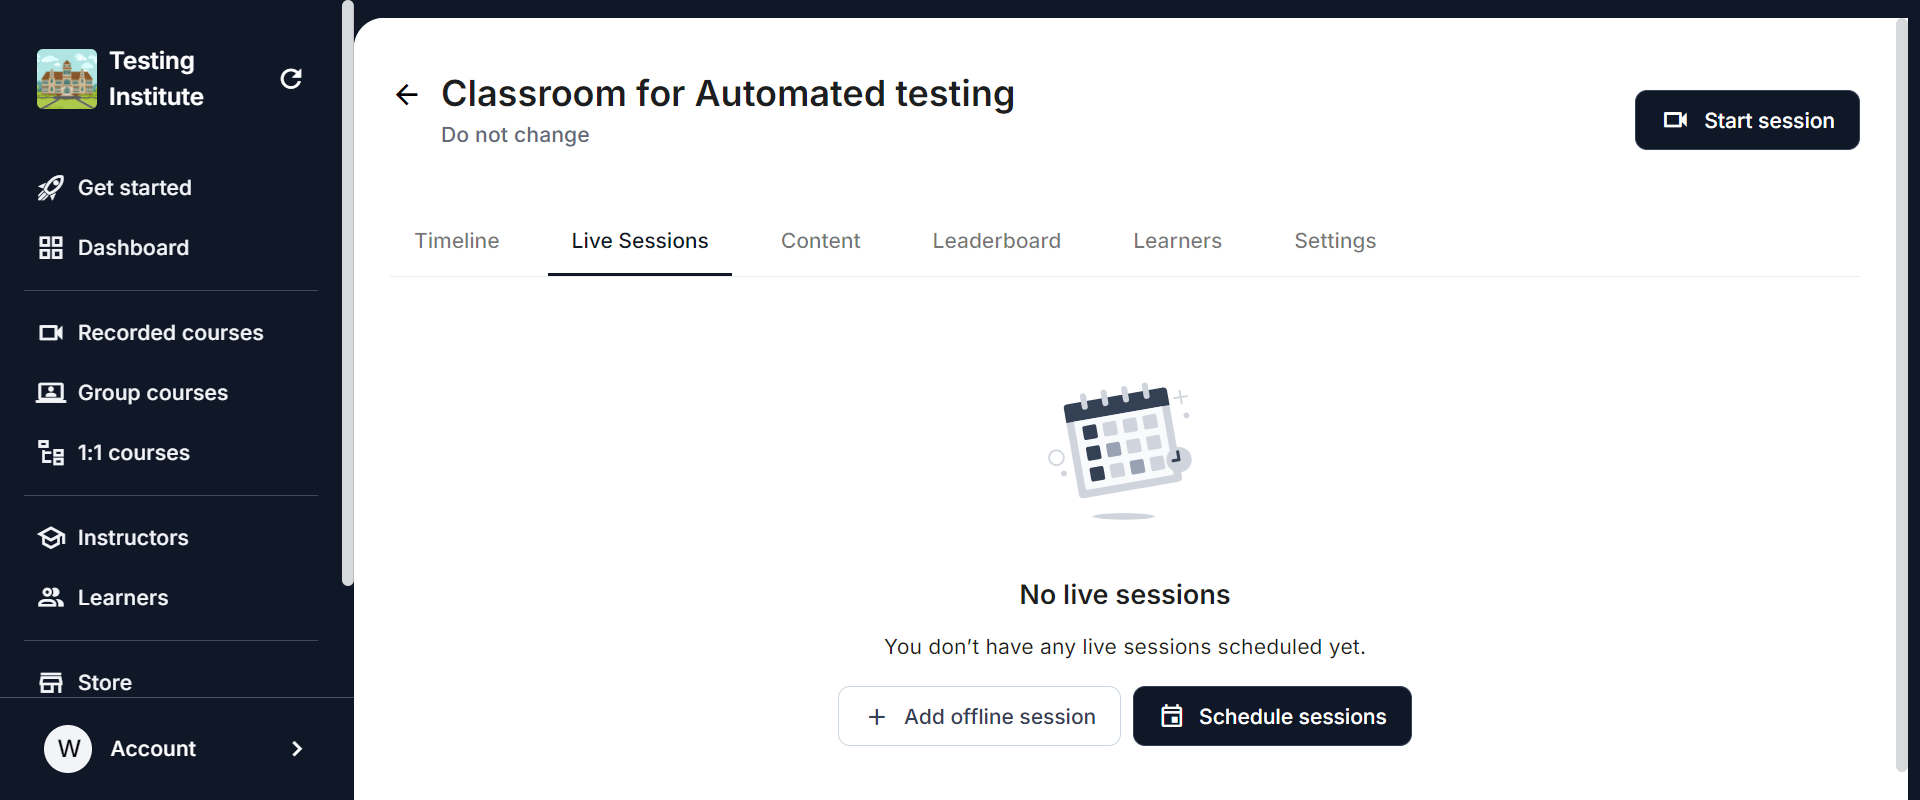 Testing
Institute
Get started
Dashboard
Recorded courses
Group courses
1:1 courses
Instructors
Learners
Store
W
Account
Classroom for Automated testing
Do not change
Start session
Timeline
Live Sessions
Content
Leaderboard
Learners
Settings
No live sessions
You don’t have any live sessions scheduled yet.
Add offline session
Schedule sessions